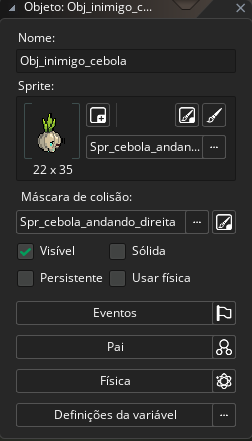 Objeto: Obj_inimigo_c...
Nome:
Obj_inimigo_cebola
Sprite:
Spr_cebola_andan... ...
22 x 35
Máscara de colisão:
Spr_cebola_andando_direita ...
Visível Sólida
Persistente Usar física
Eventos
Pai
Física
Definições da variável ...